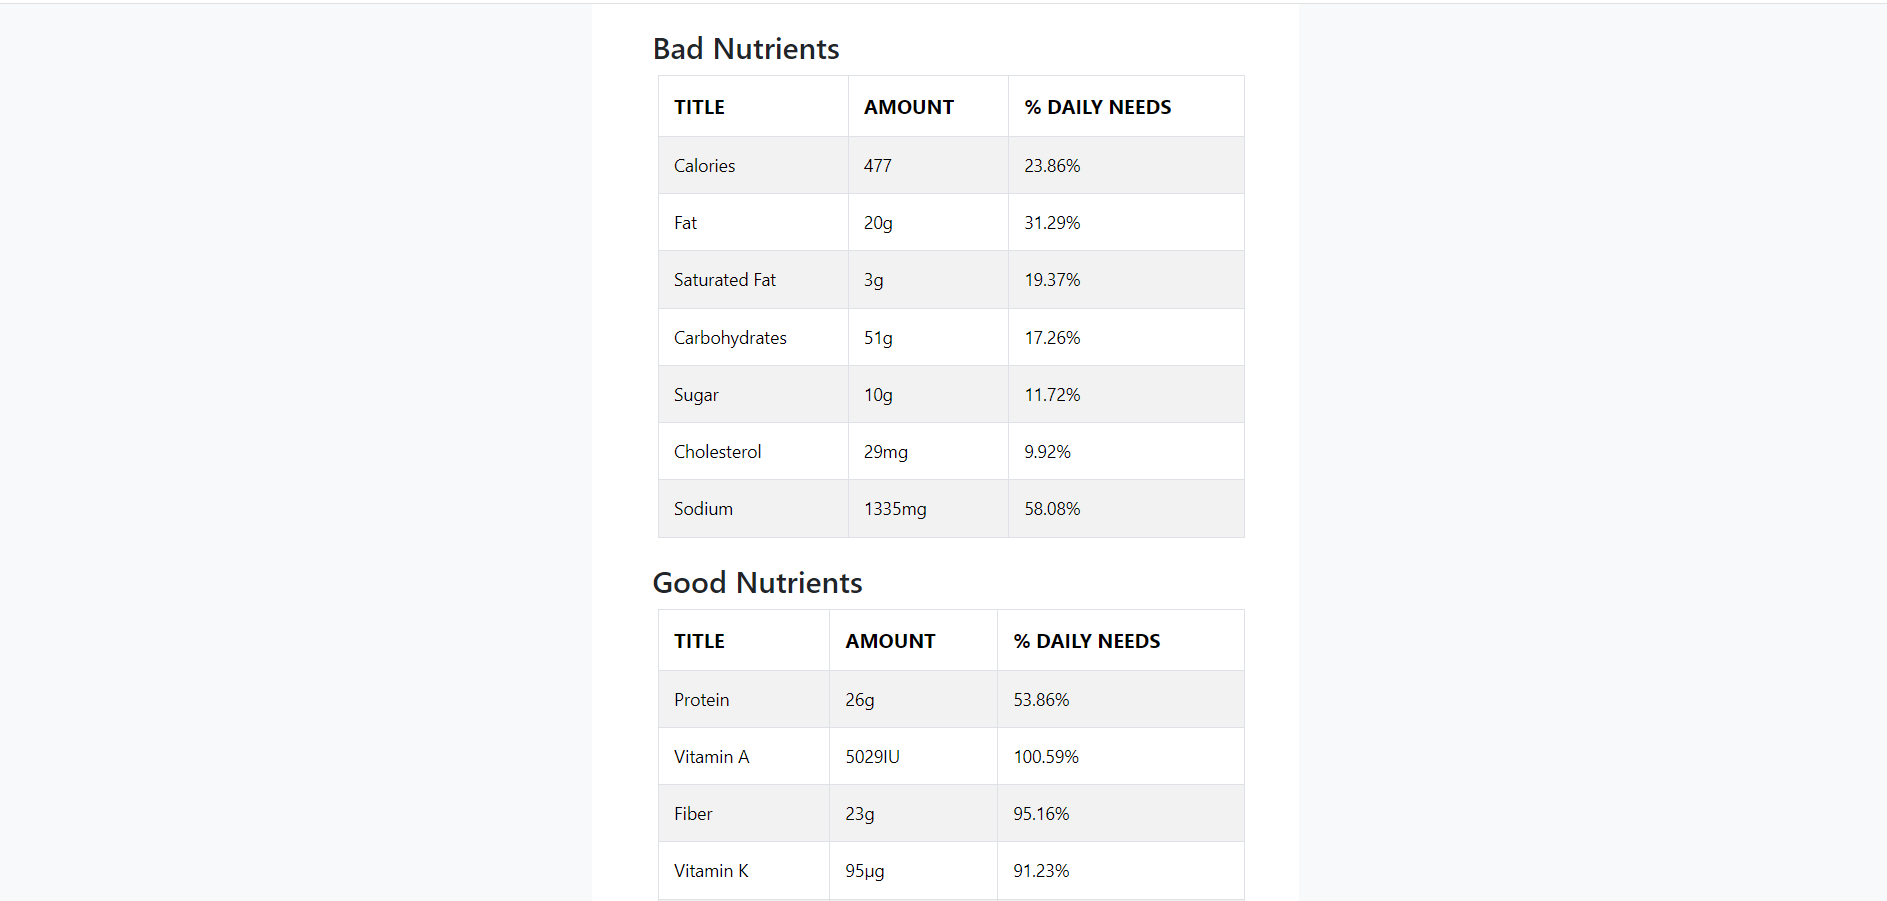 Bad Nutrients
TITLE AMOUNT % DAILY NEEDS
Calories 477 23.86%
Fat 20g 31.29%
Saturated Fat 3g 19.37%
Carbohydrates 51g 17.26%
Sugar 10g 11.72%
Cholesterol 29mg 9.92%
Sodium 1335mg 58.08%
Good Nutrients
TITLE AMOUNT % DAILY NEEDS
Protein 26g 53.86%
Vitamin A 5029IU 100.59%
Fiber 23g 95.16%
Vitamin K 95µg 91.23%